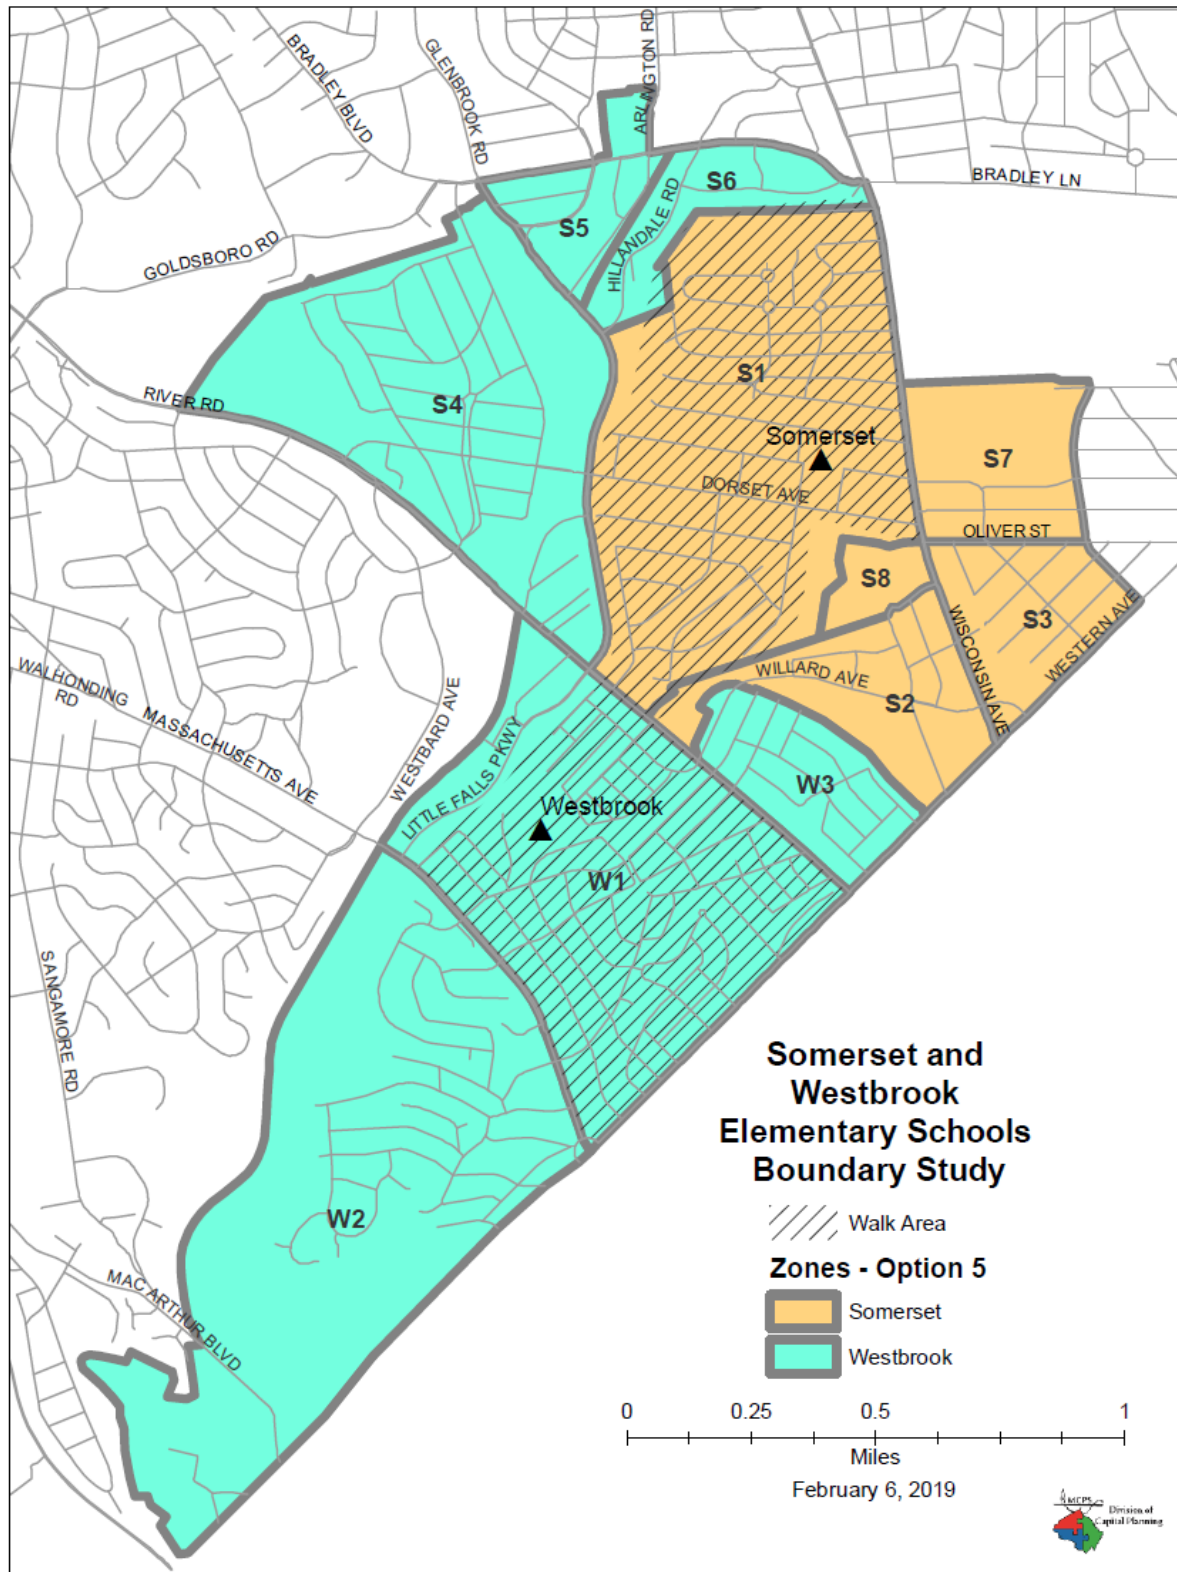 BRADLEY BLVD
GLENBROOK RD
ARLINGTON RD
BRADLEY LN
S6
HILLANDALE RD
S5
GOLDSBORO RD
S1
RIVER RD
S4
Somerset
S7
DORSET AVE
OLIVER ST
S8
WISCONSIN AVE
S3
WESTERN AVE
WALHONDING
RD
MASSACHUSETTS AVE
WESTBARD AVE
LITTLE FALLS PKWY
WILLARD AVE
S2
W3
Westbrook
W1
SANGAMORE RD
W2
MAC ARTHUR BLVD
Somerset and
Westbrook
Elementary Schools
Boundary Study
Walk Area
Zones - Option 5
Somerset
Westbrook
0 0.25 0.5 1
Miles
February 6, 2019
MCPS
Division of
Capital Planning